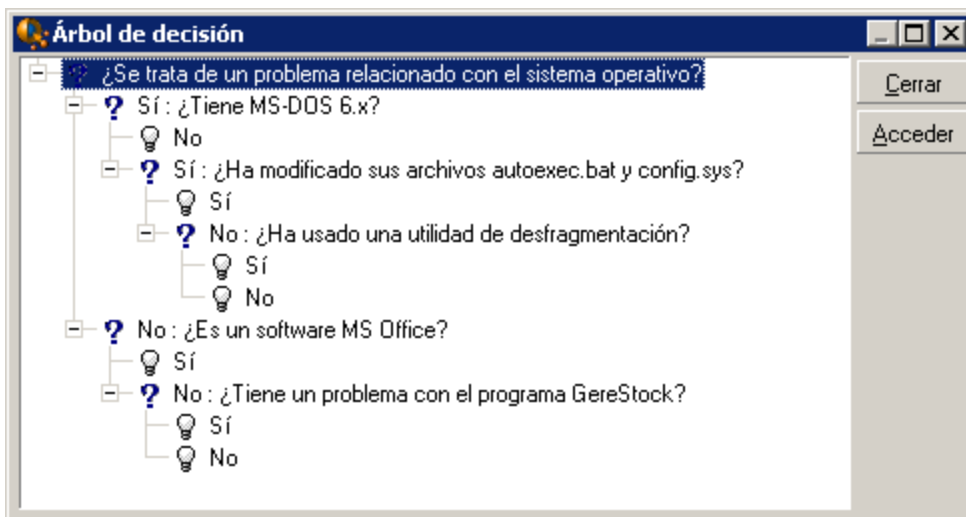 Árbol de decisión
¿Se trata de un problema relacionado con el sistema operativo?
Sí : ¿Tiene MS-DOS 6.x?
No
Sí : ¿Ha modificado sus archivos autoexec.bat y config.sys?
Sí
No : ¿Ha usado una utilidad de desfragmentación?
Sí
No
No : ¿Es un software MS Office?
Sí
No : ¿Tiene un problema con el programa GereStock?
Sí
No
Cerrar
Acceder